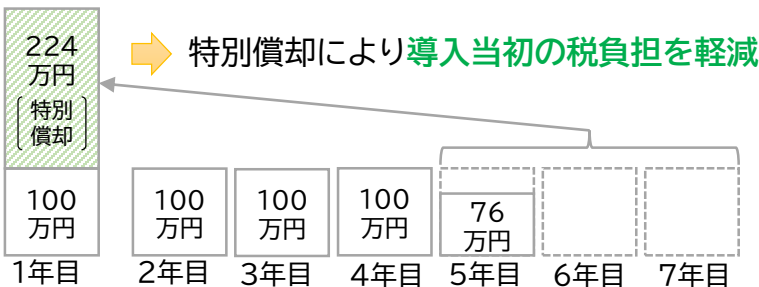 224
万円
特別
償却
特別償却により導入当初の税負担を軽減
100
万円
100
万円
100
万円
100
万円
76
万円
1年目
2年目
3年目
4年目
5年目
6年目
7年目